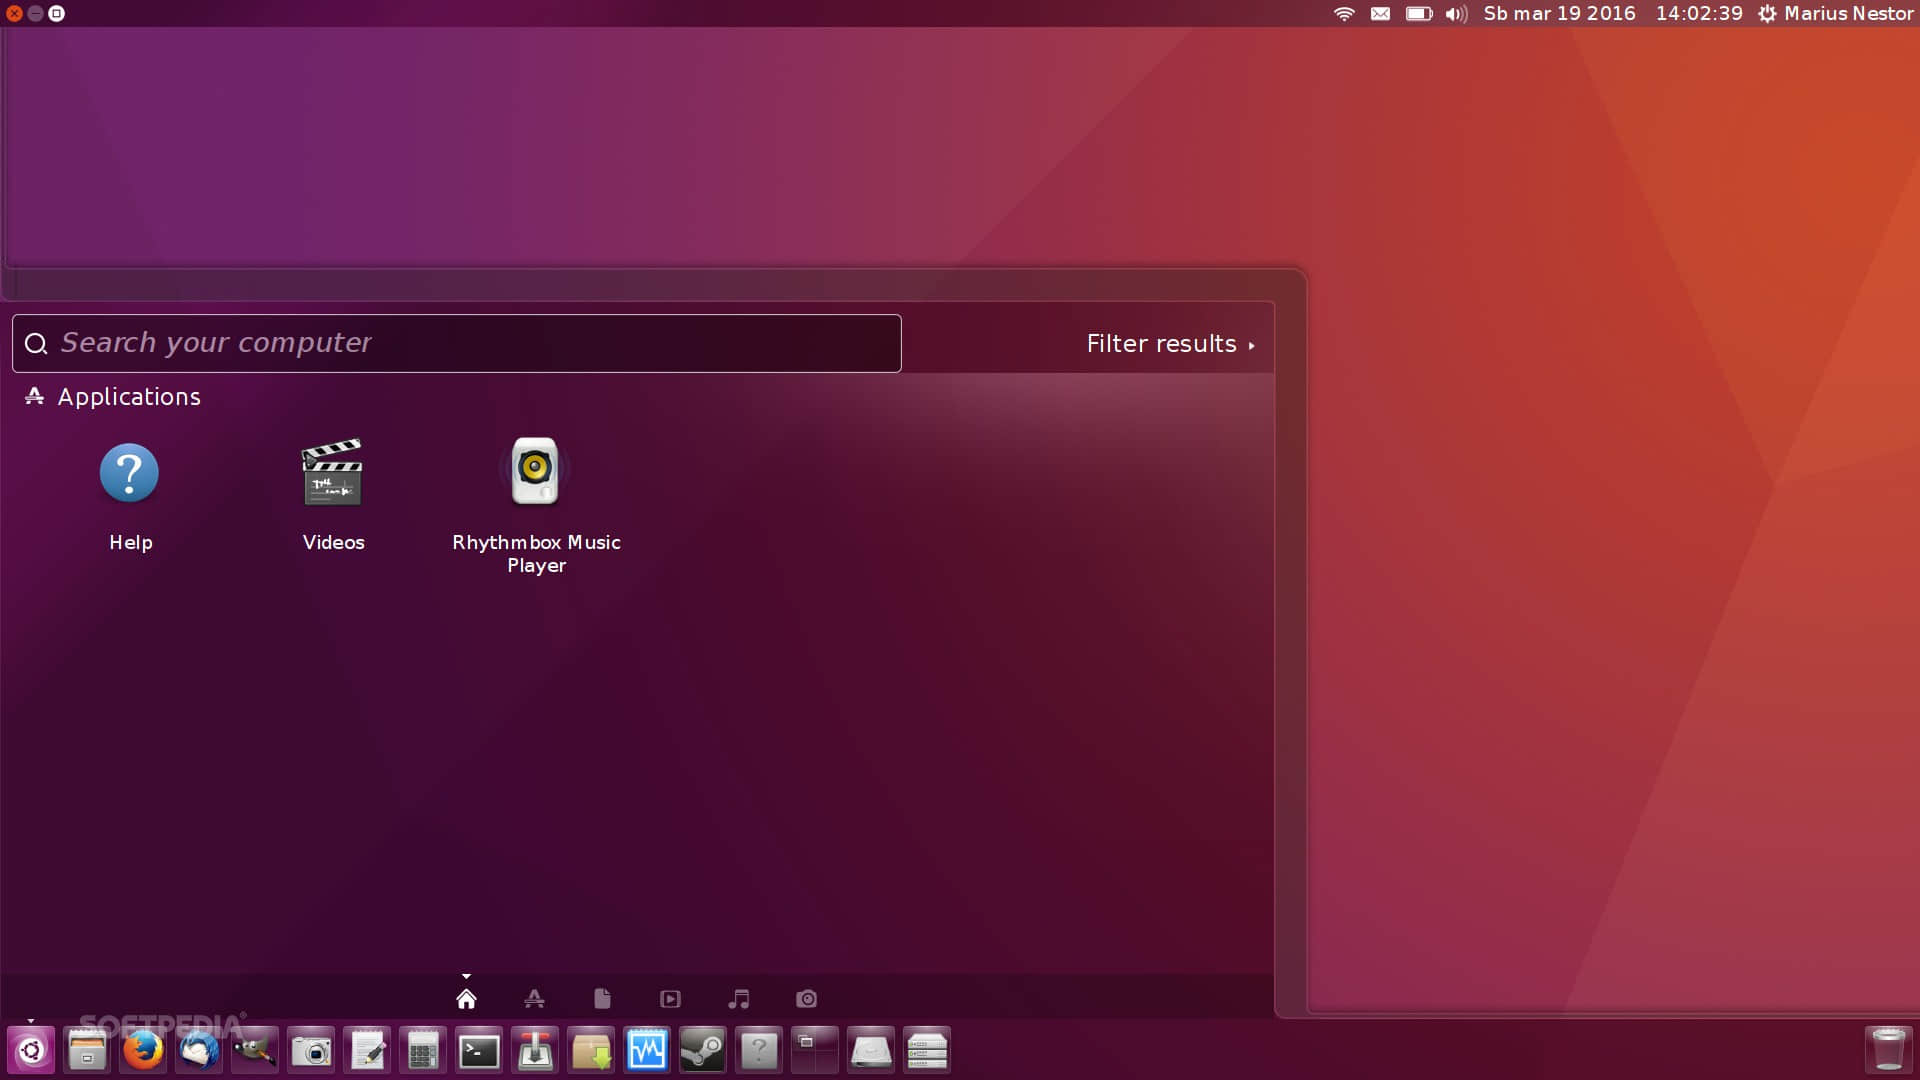 Sb mar 19 2016 14:02:39 Marius Nestor
Search your computer
Filter results
Applications
?
Help
Videos
Rhythmbox Music
Player
SOFTPEDIA®
>_
?